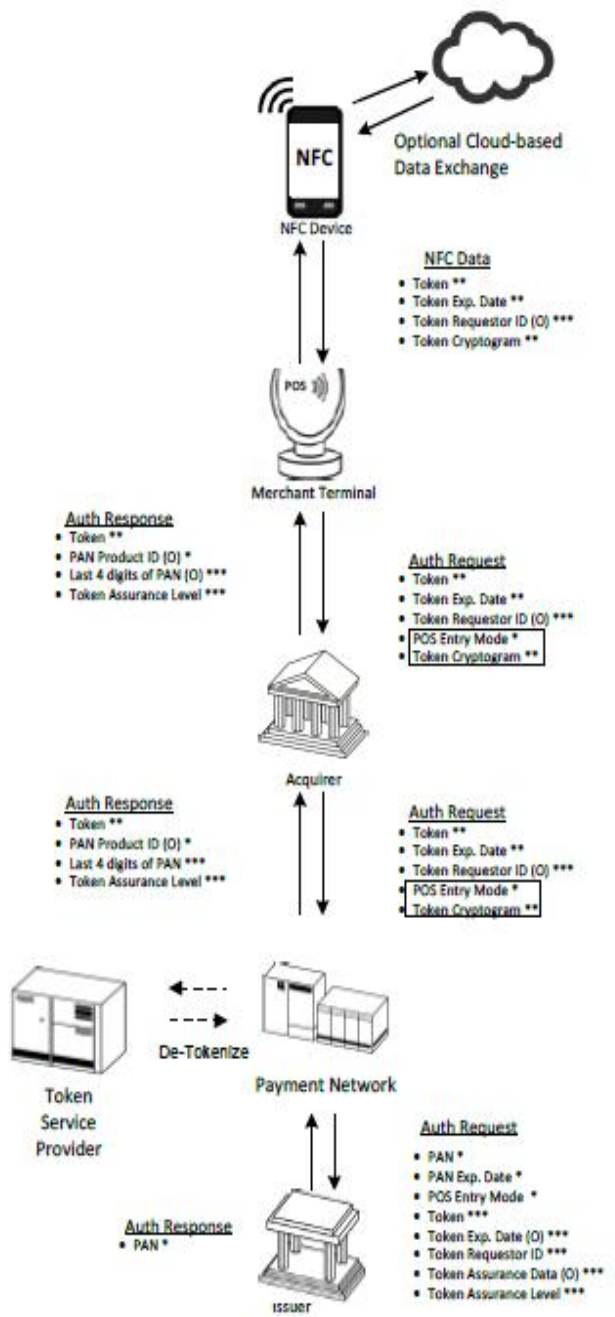 Optional Cloud-based
Data Exchange
NFC
NFC Device
NFC Data
• Token **
• Token Exp. Date **
• Token Requestor ID (O) ***
• Token Cryptogram **
POS
Merchant Terminal
Auth Response
• Token **
• PAN Product ID (O) *
• Last 4 digits of PAN (O) ***
• Token Assurance Level ***
Auth Request
• Token **
• Token Exp. Date **
• Token Requestor ID (O) ***
• POS Entry Mode *
• Token Cryptogram **
Acquirer
Auth Response
• Token **
• PAN Product ID (O) *
• Last 4 digits of PAN ***
• Token Assurance Level ***
Auth Request
• Token **
• Token Exp. Date **
• Token Requestor ID (O) ***
• POS Entry Mode *
• Token Cryptogram **
De-Tokenize
Token
Service
Provider
Payment Network
Auth Request
• PAN *
• PAN Exp. Date *
• POS Entry Mode *
• Token ***
• Token Exp. Date (O) ***
• Token Requestor ID ***
• Token Assurance Data (O) ***
• Token Assurance Level ***
Auth Response
• PAN *
Issuer